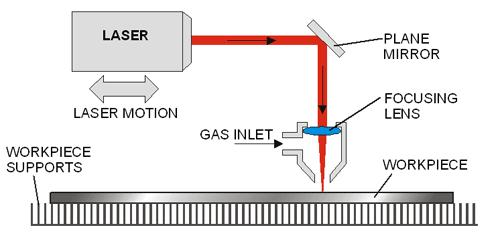 LASER
PLANE
MIRROR
LASER MOTION
FOCUSING
LENS
GAS INLET
WORKPIECE
SUPPORTS
WORKPIECE